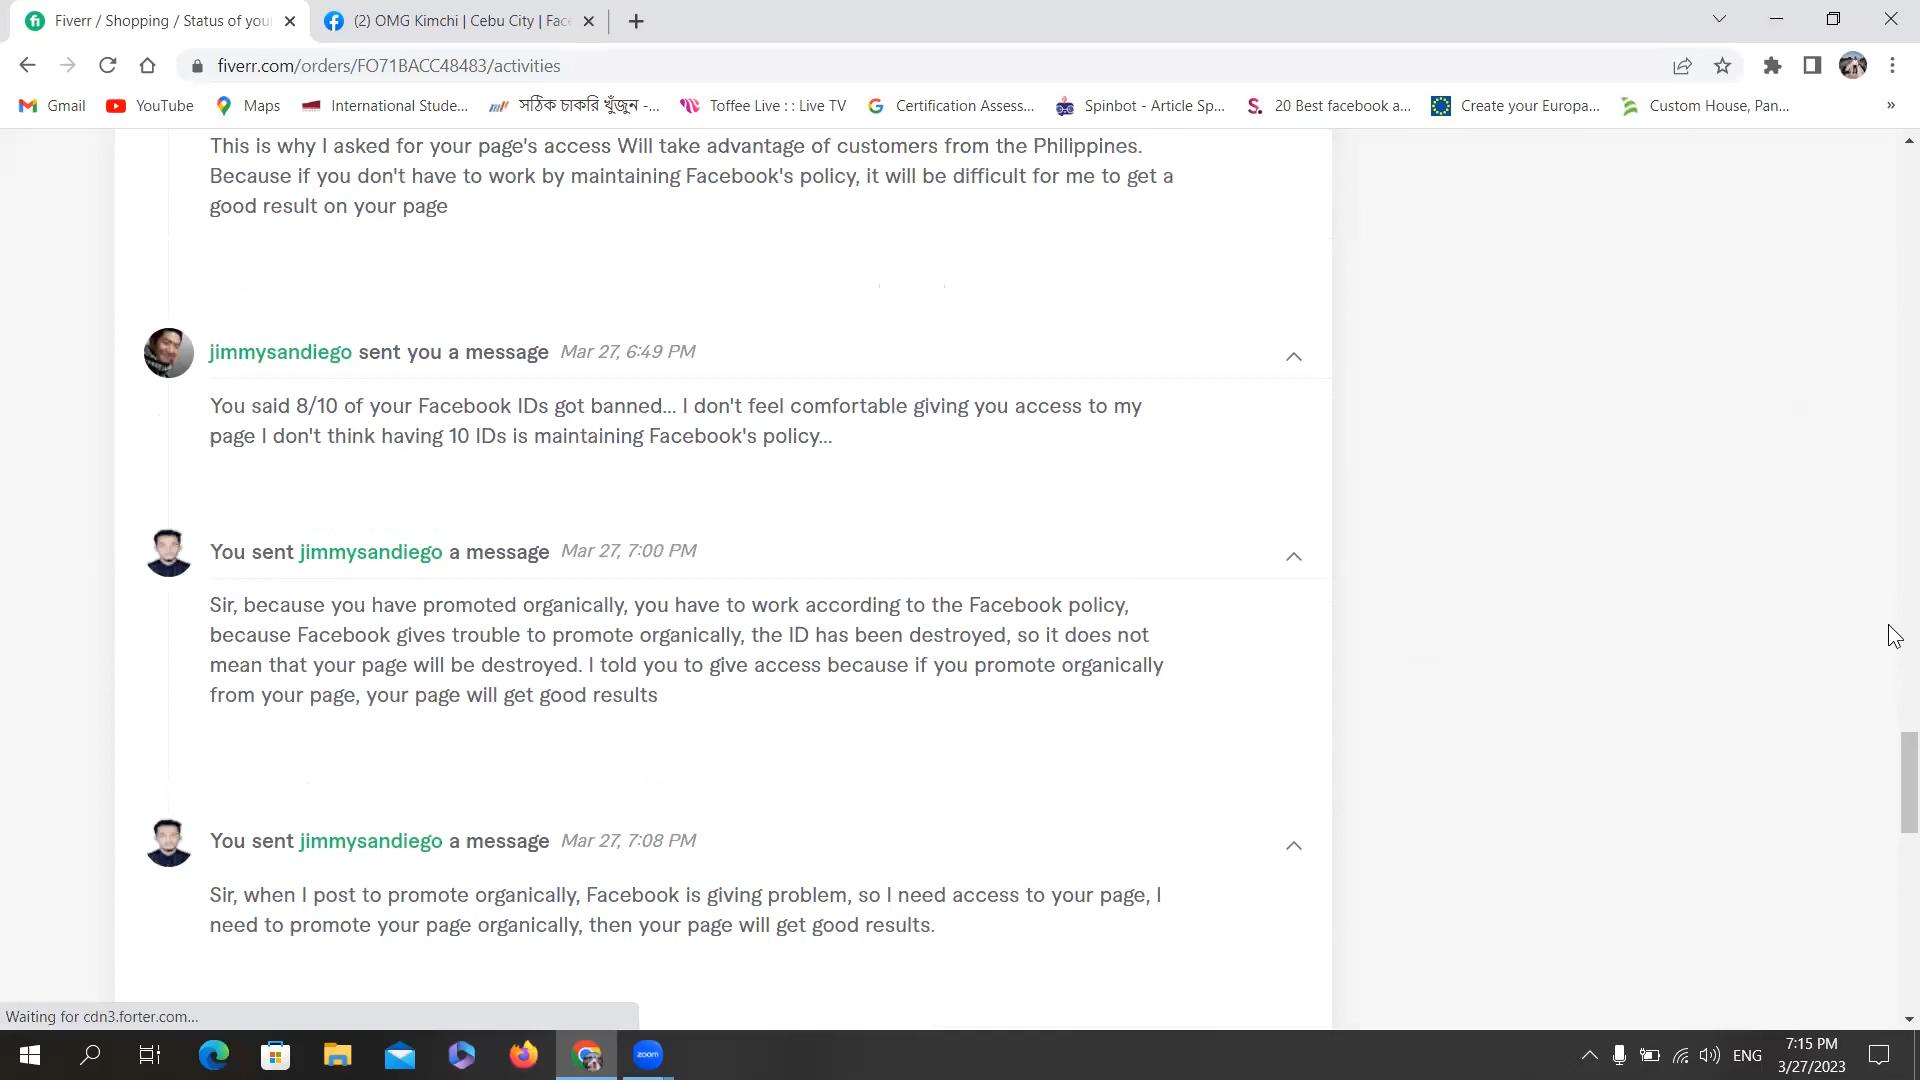 Fiverr / Shopping / Status of your
(2) OMG Kimchi | Cebu City | Fac
fiverr.com/orders/FO71BACC48483/activities
Gmail
YouTube
Maps
International Stude...
সঠিক চাকরি খুঁজুন -...
Toffee Live : : Live TV
Certification Assess...
Spinbot - Article Sp...
20 Best facebook a...
Create your Europa...
Custom House, Pan...
»
This is why I asked for your page's access Will take advantage of customers from the Philippines.
Because if you don't have to work by maintaining Facebook's policy, it will be difficult for me to get a
good result on your page
jimmysandiego sent you a message Mar 27, 6:49 PM
You said 8/10 of your Facebook IDs got banned... I don't feel comfortable giving you access to my
page I don't think having 10 IDs is maintaining Facebook's policy...
You sent jimmysandiego a message Mar 27, 7:00 PM
Sir, because you have promoted organically, you have to work according to the Facebook policy,
because Facebook gives trouble to promote organically, the ID has been destroyed, so it does not
mean that your page will be destroyed. I told you to give access because if you promote organically
from your page, your page will get good results
You sent jimmysandiego a message Mar 27, 7:08 PM
Sir, when I post to promote organically, Facebook is giving problem, so I need access to your page, I
need to promote your page organically, then your page will get good results.
Waiting for cdn3.forter.com...
zoom
ENG
7:15 PM
3/27/2023